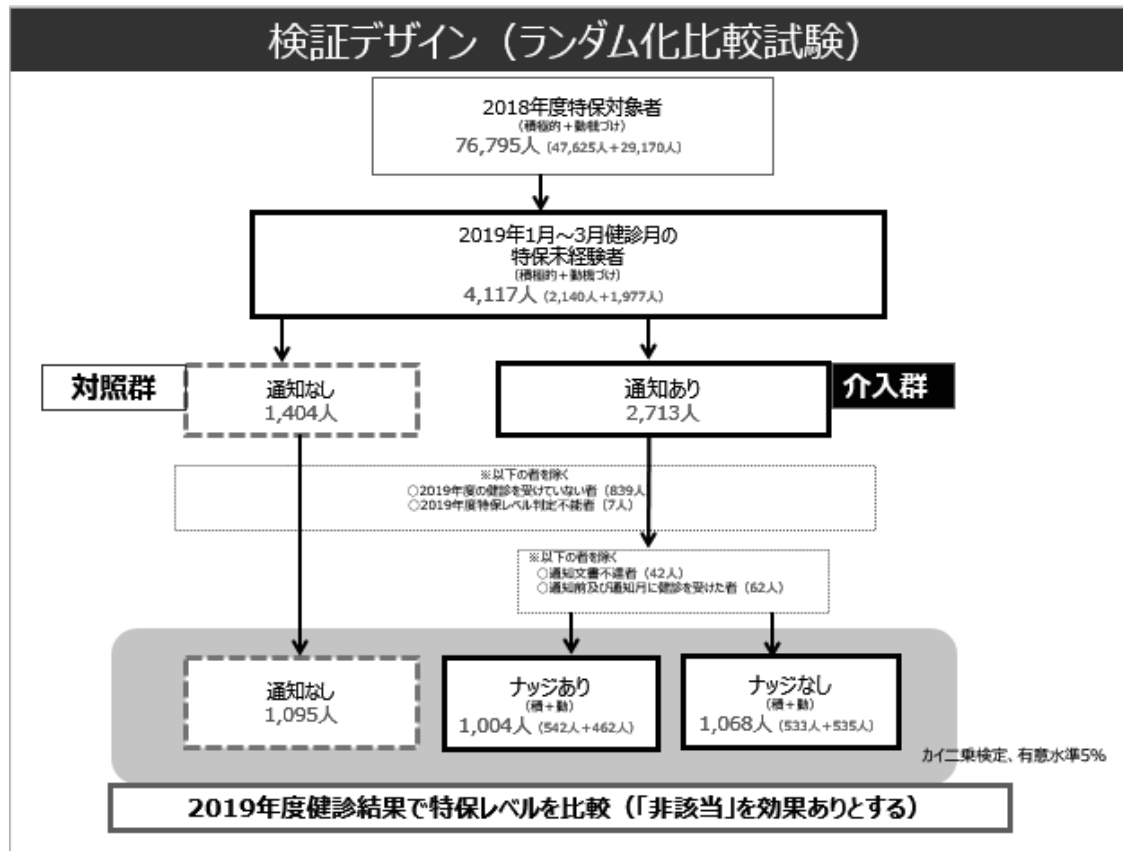 検証デザイン（ランダム化比較試験）
2018年度特保対象者
（積極的＋動機づけ）
76,795人（47,625人＋29,170人）
2019年1月～3月健診月の
特保未経験者
（積極的＋動機づけ）
4,117人（2,140人＋1,977人）
対照群
通知なし
1,404人
通知あり
2,713人
介入群
※以下の者を除く
○2019年度の健診を受けていない者（839人
○2019年度特保レベル判定不能者（7人）
※以下の者を除く
○通知文書不達者（42人）
○通知前及び通知月に健診を受けた者（62人）
通知なし
1,095人
ナッジあり
（積＋動）
1,004人（542人＋462人）
ナッジなし
（積＋動）
1,068人（533人＋535人）
カイ二乗検定、有意水準5%
2019年度健診結果で特保レベルを比較（「非該当」を効果ありとする）